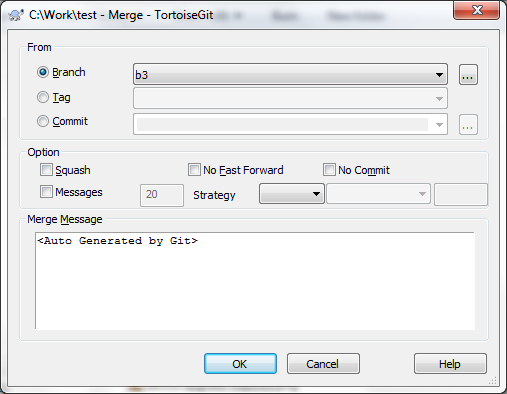 C:\Work\test - Merge - TortoiseGit
From
Branch
b3
...
Tag
Commit
...
Option
Squash
No Fast Forward
No Commit
Messages
20
Strategy
Merge Message
<Auto Generated by Git>
OK
Cancel
Help